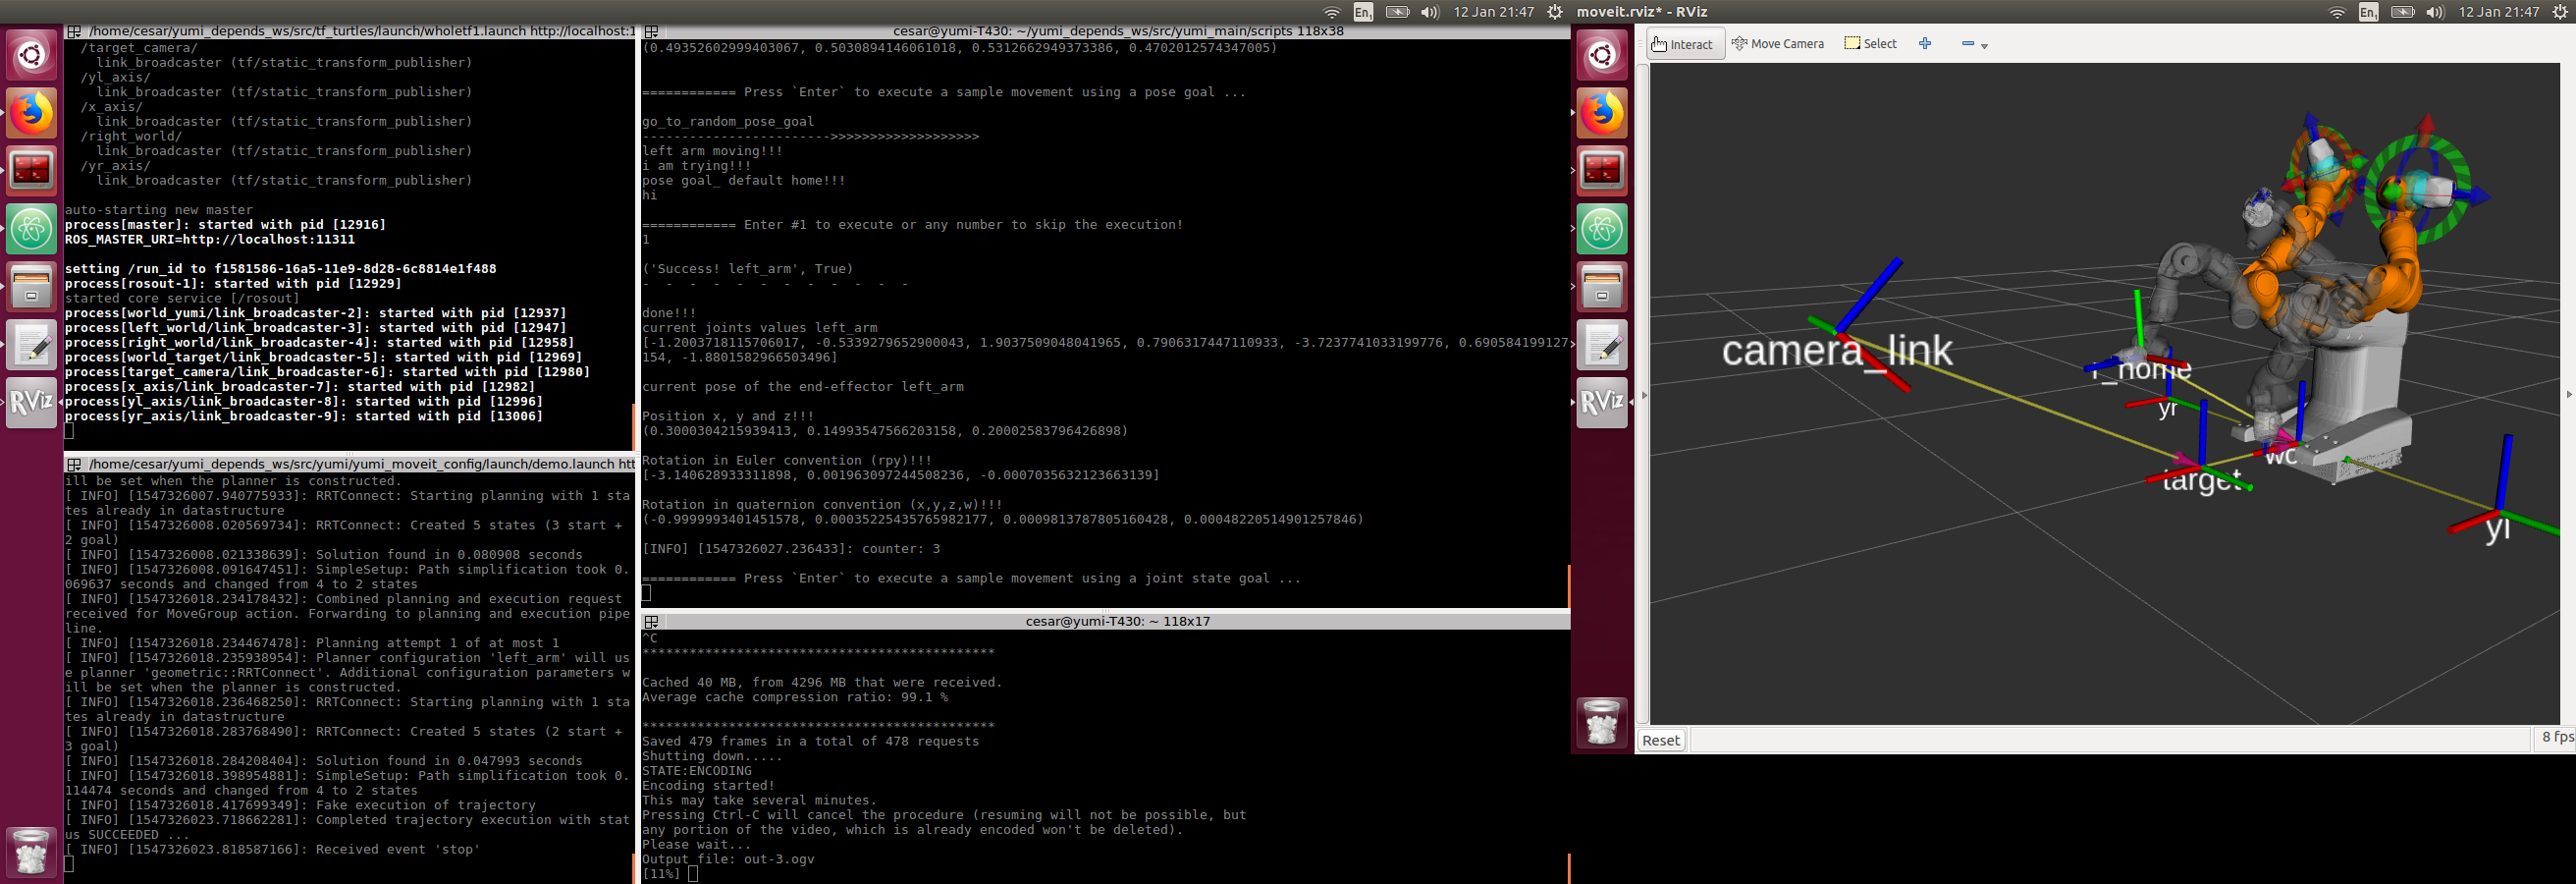 En₁ 12 Jan 21:47
/home/cesar/yumi_depends_ws/src/tf_turtles/launch/wholetf1.launch http://localhost:1
/target_camera/
link_broadcaster (tf/static_transform_publisher)
/yl_axis/
link_broadcaster (tf/static_transform_publisher)
/x_axis/
link_broadcaster (tf/static_transform_publisher)
/right_world/
link_broadcaster (tf/static_transform_publisher)
/yr_axis/
link_broadcaster (tf/static_transform_publisher)
auto-starting new master
process[master]: started with pid [12916]
ROS_MASTER_URI=http://localhost:11311
setting /run_id to f1581586-16a5-11e9-8d28-6c8814e1f488
process[rosout-1]: started with pid [12929]
started core service [/rosout]
process[world_yumi/link_broadcaster-2]: started with pid [12937]
process[left_world/link_broadcaster-3]: started with pid [12947]
process[right_world/link_broadcaster-4]: started with pid [12958]
process[world_target/link_broadcaster-5]: started with pid [12969]
process[target_camera/link_broadcaster-6]: started with pid [12980]
process[x_axis/link_broadcaster-7]: started with pid [12982]
process[yl_axis/link_broadcaster-8]: started with pid [12996]
process[yr_axis/link_broadcaster-9]: started with pid [13006]
/home/cesar/yumi_depends_ws/src/yumi/yumi_moveit_config/launch/demo.launch htt
ill be set when the planner is constructed.
[ INFO] [1547326007.940775933]: RRTConnect: Starting planning with 1 sta
tes already in datastructure
[ INFO] [1547326008.020569734]: RRTConnect: Created 5 states (3 start +
2 goal)
[ INFO] [1547326008.021338639]: Solution found in 0.080908 seconds
[ INFO] [1547326008.091647451]: SimpleSetup: Path simplification took 0.
069637 seconds and changed from 4 to 2 states
[ INFO] [1547326018.234178432]: Combined planning and execution request
received for MoveGroup action. Forwarding to planning and execution pipe
line.
[ INFO] [1547326018.234467478]: Planning attempt 1 of at most 1
[ INFO] [1547326018.235938954]: Planner configuration 'left_arm' will us
e planner 'geometric::RRTConnect'. Additional configuration parameters w
ill be set when the planner is constructed.
[ INFO] [1547326018.236468250]: RRTConnect: Starting planning with 1 sta
tes already in datastructure
[ INFO] [1547326018.283768490]: RRTConnect: Created 5 states (2 start +
3 goal)
[ INFO] [1547326018.284208404]: Solution found in 0.047993 seconds
[ INFO] [1547326018.398954881]: SimpleSetup: Path simplification took 0.
114474 seconds and changed from 4 to 2 states
[ INFO] [1547326018.417699349]: Fake execution of trajectory
[ INFO] [1547326023.718662281]: Completed trajectory execution with stat
us SUCCEEDED ...
[ INFO] [1547326023.818587166]: Received event 'stop'
cesar@yumi-T430: ~/yumi_depends_ws/src/yumi_main/scripts 118x38
(0.49352602999403067, 0.5030894146061018, 0.5312662949373386, 0.4702012574347005)
============ Press `Enter` to execute a sample movement using a pose goal ...
go_to_random_pose_goal
------------------------>>>>>>>>>>>>>>>>>>>
left arm moving!!!
i am trying!!!
pose goal_ default home!!!
hi
============ Enter #1 to execute or any number to skip the execution!
1
('Success! left_arm', True)
- - - - - - - - - - - -
done!!!
current joints values left_arm
[-1.2003718115706017, -0.5339279652900043, 1.9037509048041965, 0.7906317447110933, -3.7237741033199776, 0.690584199127
154, -1.8801582966503496]
current pose of the end-effector left_arm
Position x, y and z!!!
(0.3000304215939413, 0.14993547566203158, 0.20002583796426898)
Rotation in Euler convention (rpy)!!!
[-3.140628933311898, 0.001963097244508236, -0.0007035632123663139]
Rotation in quaternion convention (x,y,z,w)!!!
(-0.9999993401451578, 0.00035225435765982177, 0.0009813787805160428, 0.00048220514901257846)
[INFO] [1547326027.236433]: counter: 3
============ Press `Enter` to execute a sample movement using a joint state goal ...
cesar@yumi-T430: ~ 118x17
^C
*********************************************
Cached 40 MB, from 4296 MB that were received.
Average cache compression ratio: 99.1 %
*********************************************
Saved 479 frames in a total of 478 requests
Shutting down.....
STATE:ENCODING
Encoding started!
This may take several minutes.
Pressing Ctrl-C will cancel the procedure (resuming will not be possible, but
any portion of the video, which is already encoded won't be deleted).
Please wait...
Output file: out-3.ogv
[11%]
moveit.rviz* - RViz
En₁ 12 Jan 21:47
Interact Move Camera Select
camera_link
r_home
yr
wc
target
yl
Reset
8 fps
RViz
RViz